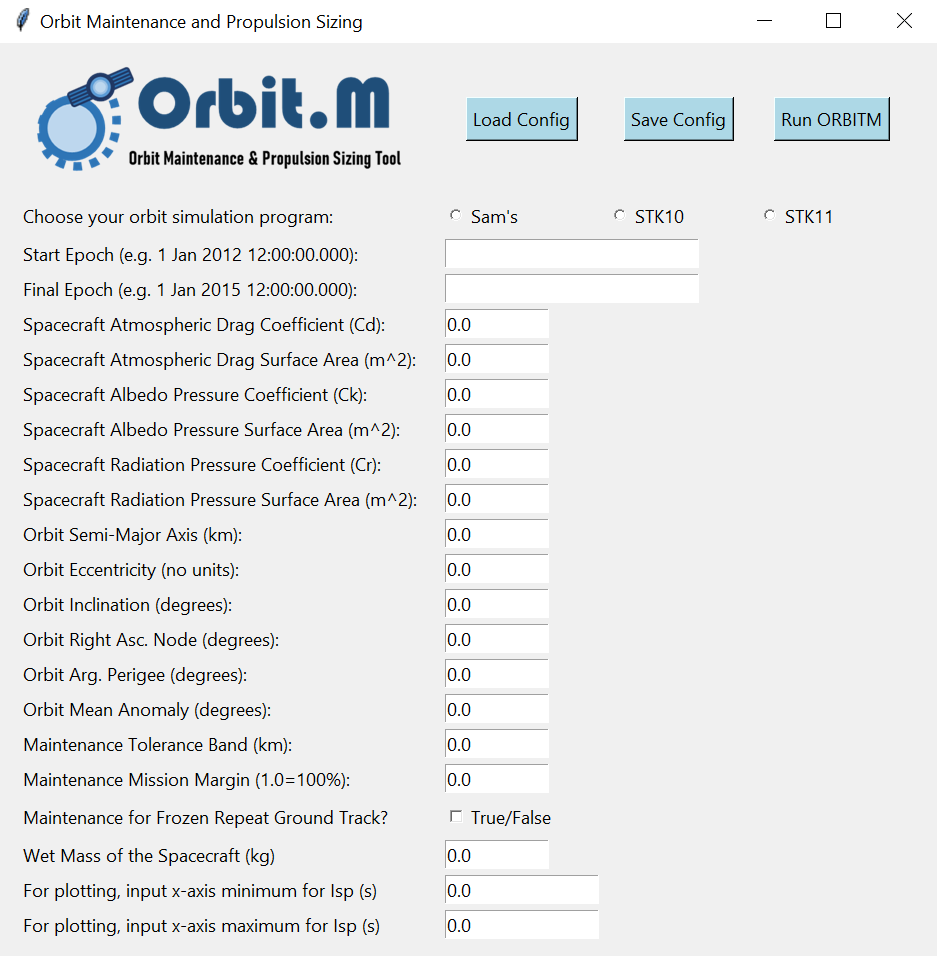 Orbit Maintenance and Propulsion Sizing
Orbit.M
Orbit Maintenance & Propulsion Sizing Tool
Load Config
Save Config
Run ORBITM
Choose your orbit simulation program: Sam's STK10 STK11
Start Epoch (e.g. 1 Jan 2012 12:00:00.000):
Final Epoch (e.g. 1 Jan 2015 12:00:00.000):
Spacecraft Atmospheric Drag Coefficient (Cd): 0.0
Spacecraft Atmospheric Drag Surface Area (m^2): 0.0
Spacecraft Albedo Pressure Coefficient (Ck): 0.0
Spacecraft Albedo Pressure Surface Area (m^2): 0.0
Spacecraft Radiation Pressure Coefficient (Cr): 0.0
Spacecraft Radiation Pressure Surface Area (m^2): 0.0
Orbit Semi-Major Axis (km): 0.0
Orbit Eccentricity (no units): 0.0
Orbit Inclination (degrees): 0.0
Orbit Right Asc. Node (degrees): 0.0
Orbit Arg. Perigee (degrees): 0.0
Orbit Mean Anomaly (degrees): 0.0
Maintenance Tolerance Band (km): 0.0
Maintenance Mission Margin (1.0=100%): 0.0
Maintenance for Frozen Repeat Ground Track? True/False
Wet Mass of the Spacecraft (kg) 0.0
For plotting, input x-axis minimum for Isp (s) 0.0
For plotting, input x-axis maximum for Isp (s) 0.0